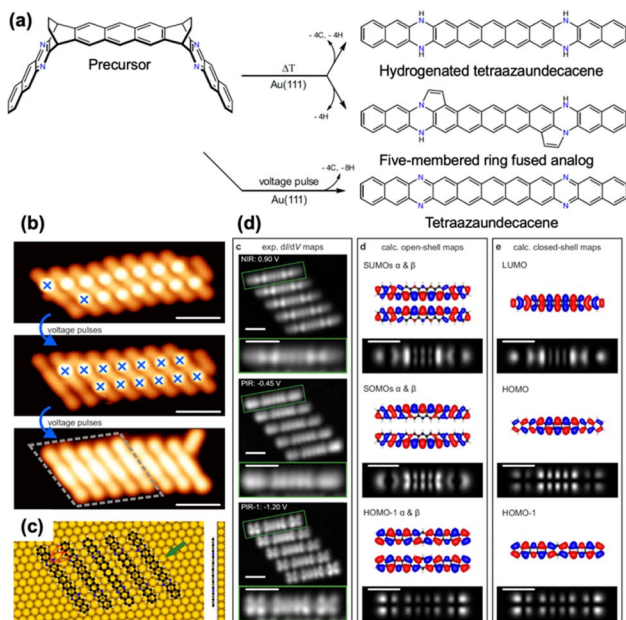 (a)
N
N
N
N
Precursor
ΔT
Au(111)
- 4C, - 4H
- 4H
H
N
N
H
H
N
N
H
Hydrogenated tetraazaundecacene
N
N
H
H
N
N
Five-membered ring fused analog
voltage pulse
Au(111)
- 4C, -8H
N
N
N
N
Tetraazaundecacene
(b)
voltage pulses
voltage pulses
(c)
(d)
c exp. dI/dV maps
NIR: 0.90 V
PIR: -0.45 V
PIR-1: -1.20 V
d calc. open-shell maps
SUMOs α & β
SOMOs α & β
HOMO-1 α & β
e calc. closed-shell maps
LUMO
HOMO
HOMO-1